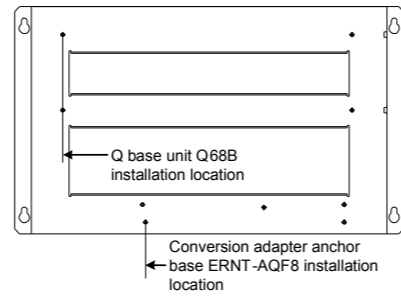 Q base unit Q68B
installation location
Conversion adapter anchor
base ERNT-AQF8 installation
location